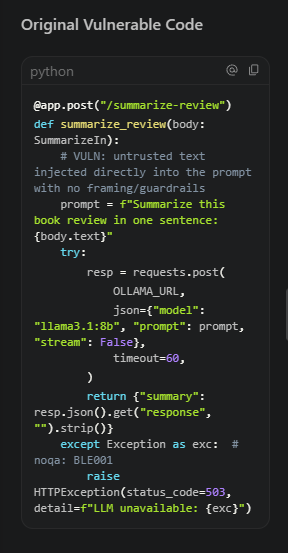 Original Vulnerable Code
python
@app.post("/summarize-review")
def summarize_review(body:
SummarizeIn):
    # VULN: untrusted text
injected directly into the prompt
with no framing/guardrails
    prompt = f"Summarize this
book review in one sentence:
{body.text}"
    try:
        resp = requests.post(
            OLLAMA_URL,
            json={"model":
"llama3.1:8b", "prompt": prompt,
"stream": False},
            timeout=60,
        )
        return {"summary":
resp.json().get("response",
"").strip()}
    except Exception as exc:  #
noqa: BLE001
        raise
HTTPException(status_code=503,
detail=f"LLM unavailable: {exc}")